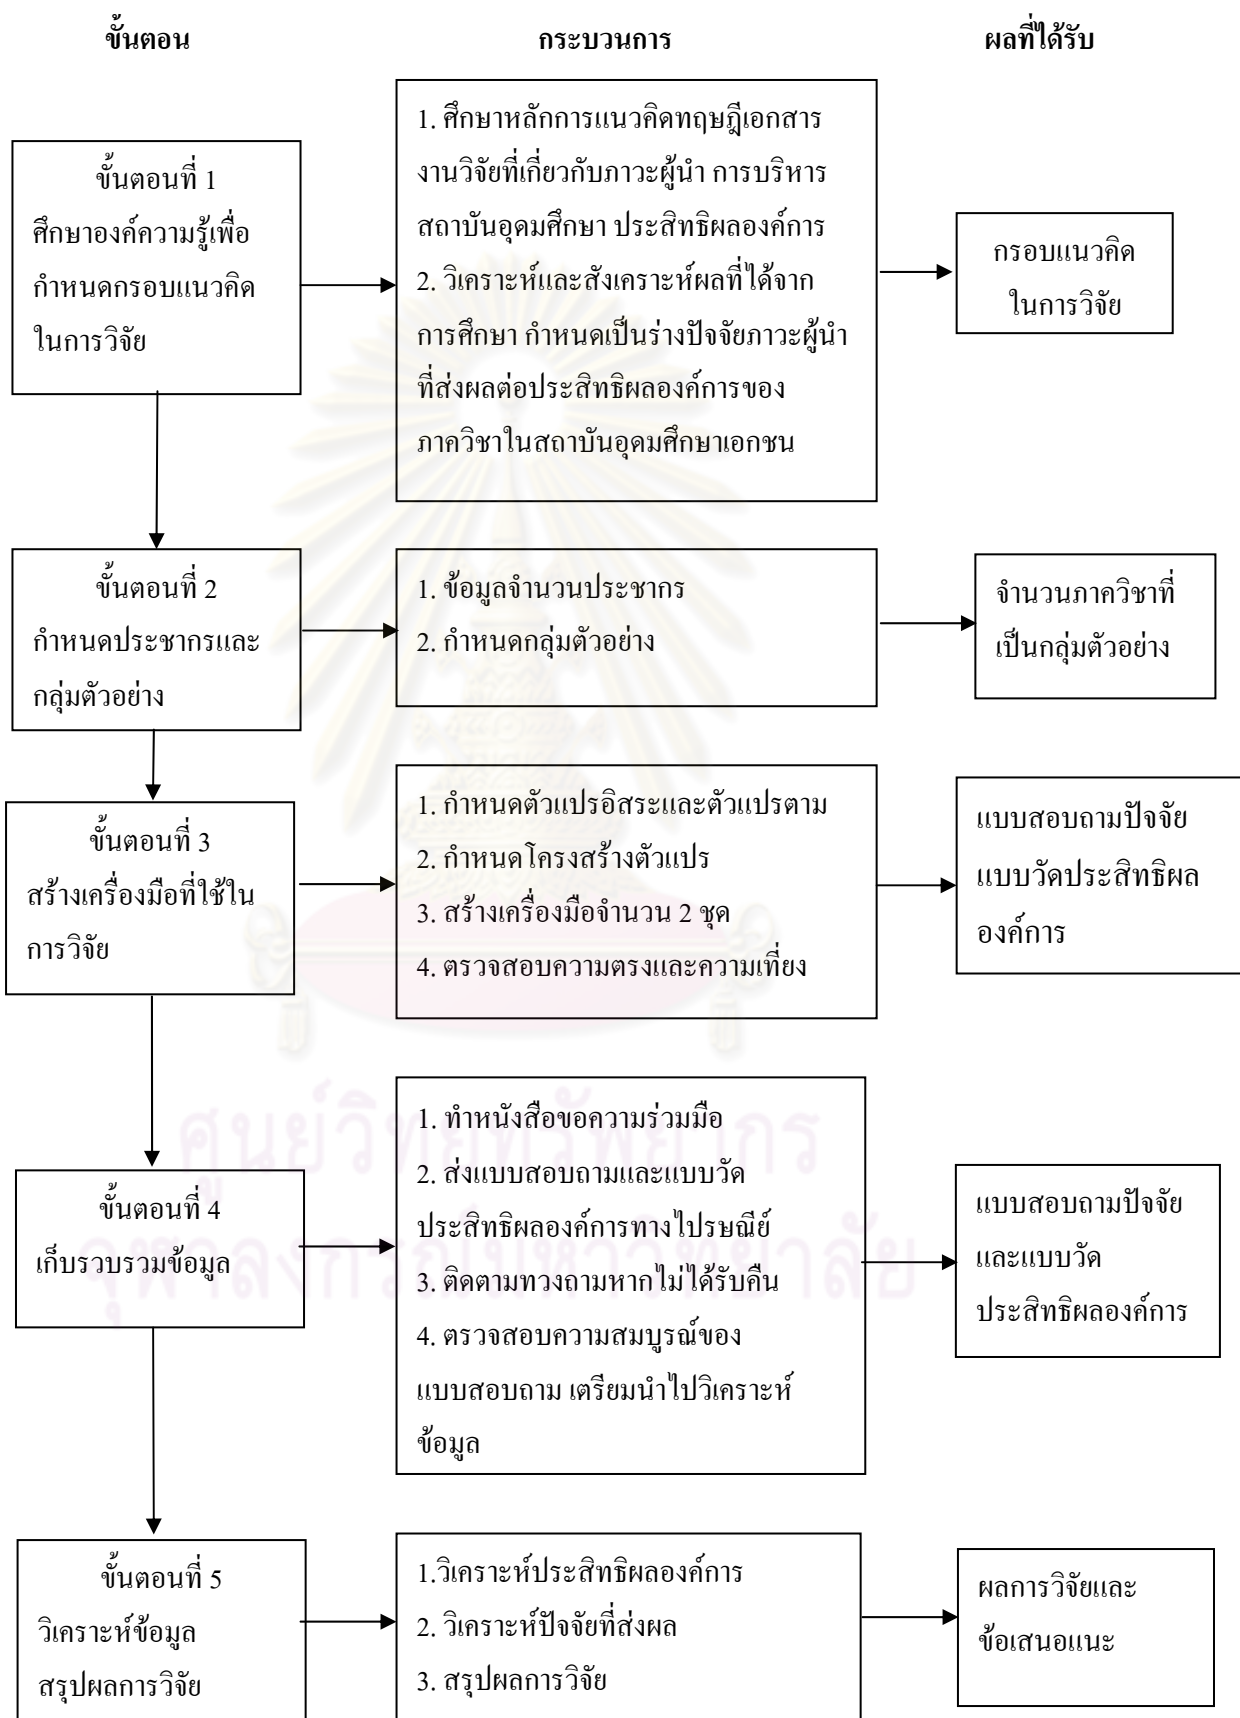 ขั้นตอน
กระบวนการ
ผลที่ได้รับ
ขั้นตอนที่ 1
ศึกษาองค์ความรู้เพื่อ
กำหนดกรอบแนวคิด
ในการวิจัย
1. ศึกษาหลักการแนวคิดทฤษฎีเอกสาร
งานวิจัยที่เกี่ยวกับภาวะผู้นำ การบริหาร
สถาบันอุดมศึกษา ประสิทธิผลองค์การ
2. วิเคราะห์และสังเคราะห์ผลที่ได้จาก
การศึกษา กำหนดเป็นร่างปัจจัยภาวะผู้นำ
ที่ส่งผลต่อประสิทธิผลองค์การของ
ภาควิชาในสถาบันอุดมศึกษาเอกชน
กรอบแนวคิด
ในการวิจัย
ขั้นตอนที่ 2
กำหนดประชากรและ
กลุ่มตัวอย่าง
1. ข้อมูลจำนวนประชากร
2. กำหนดกลุ่มตัวอย่าง
จำนวนภาควิชาที่
เป็นกลุ่มตัวอย่าง
ขั้นตอนที่ 3
สร้างเครื่องมือที่ใช้ใน
การวิจัย
1. กำหนดตัวแปรอิสระและตัวแปรตาม
2. กำหนดโครงสร้างตัวแปร
3. สร้างเครื่องมือจำนวน 2 ชุด
4. ตรวจสอบความตรงและความเที่ยง
แบบสอบถามปัจจัย
แบบวัดประสิทธิผล
องค์การ
ขั้นตอนที่ 4
เก็บรวบรวมข้อมูล
1. ทำหนังสือขอความร่วมมือ
2. ส่งแบบสอบถามและแบบวัด
ประสิทธิผลองค์การทางไปรษณีย์
3. ติดตามทวงถามหากไม่ได้รับคืน
4. ตรวจสอบความสมบูรณ์ของ
แบบสอบถาม เตรียมนำไปวิเคราะห์
ข้อมูล
แบบสอบถามปัจจัย
และแบบวัด
ประสิทธิผลองค์การ
ขั้นตอนที่ 5
วิเคราะห์ข้อมูล
สรุปผลการวิจัย
1.วิเคราะห์ประสิทธิผลองค์การ
2. วิเคราะห์ปัจจัยที่ส่งผล
3. สรุปผลการวิจัย
ผลการวิจัยและ
ข้อเสนอแนะ
ศูนย์วิทยทรัพยากร
จุฬาลงกรณ์มหาวิทยาลัย